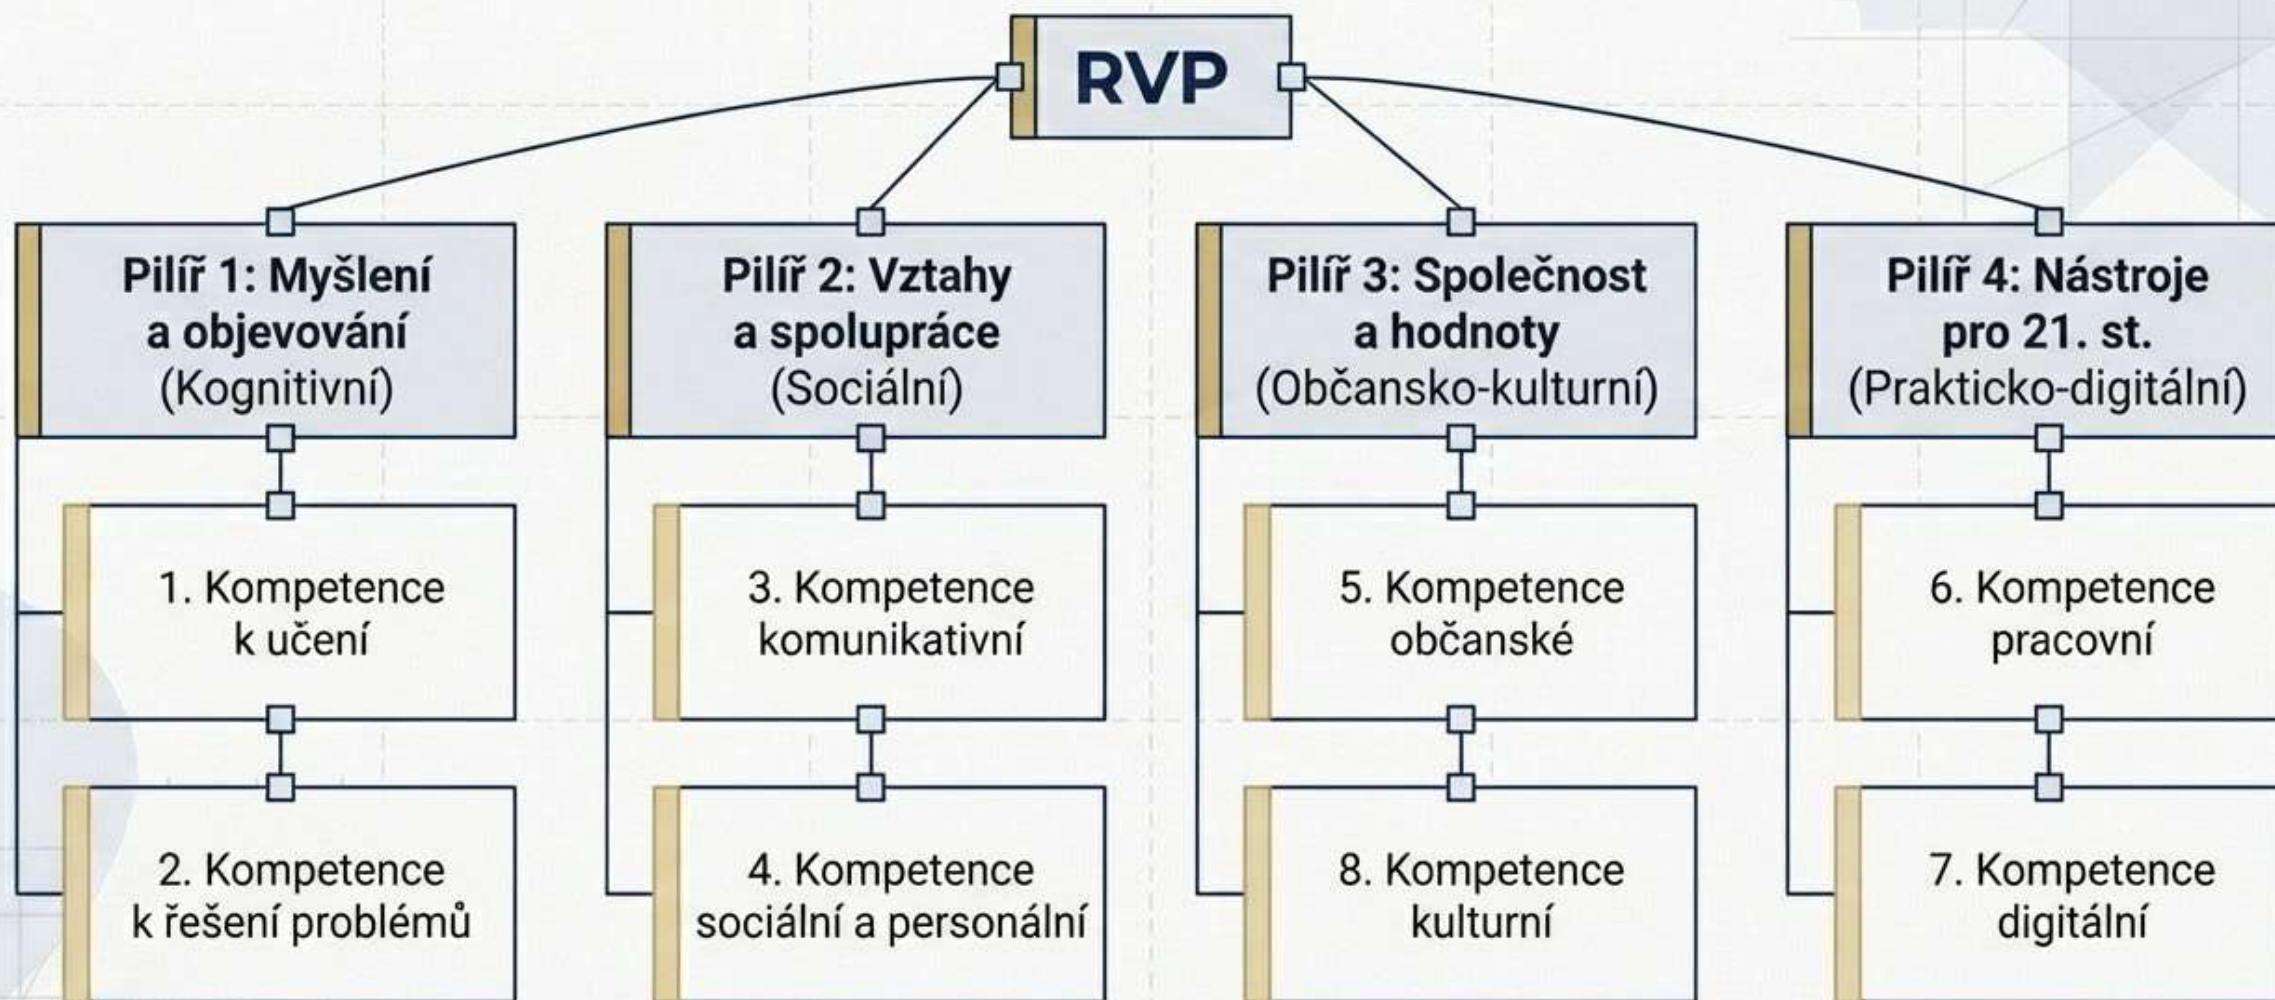 RVP
Pilíř 1: Myšlení
a objevování
(Kognitivní)
1. Kompetence
k učení
2. Kompetence
k řešení problémů
Pilíř 2: Vztahy
a spolupráce
(Sociální)
3. Kompetence
komunikativní
4. Kompetence
sociální a personální
Pilíř 3: Společnost
a hodnoty
(Občansko-kulturní)
5. Kompetence
občanské
8. Kompetence
kulturní
Pilíř 4: Nástroje
pro 21. st.
(Prakticko-digitální)
6. Kompetence
pracovní
7. Kompetence
digitální